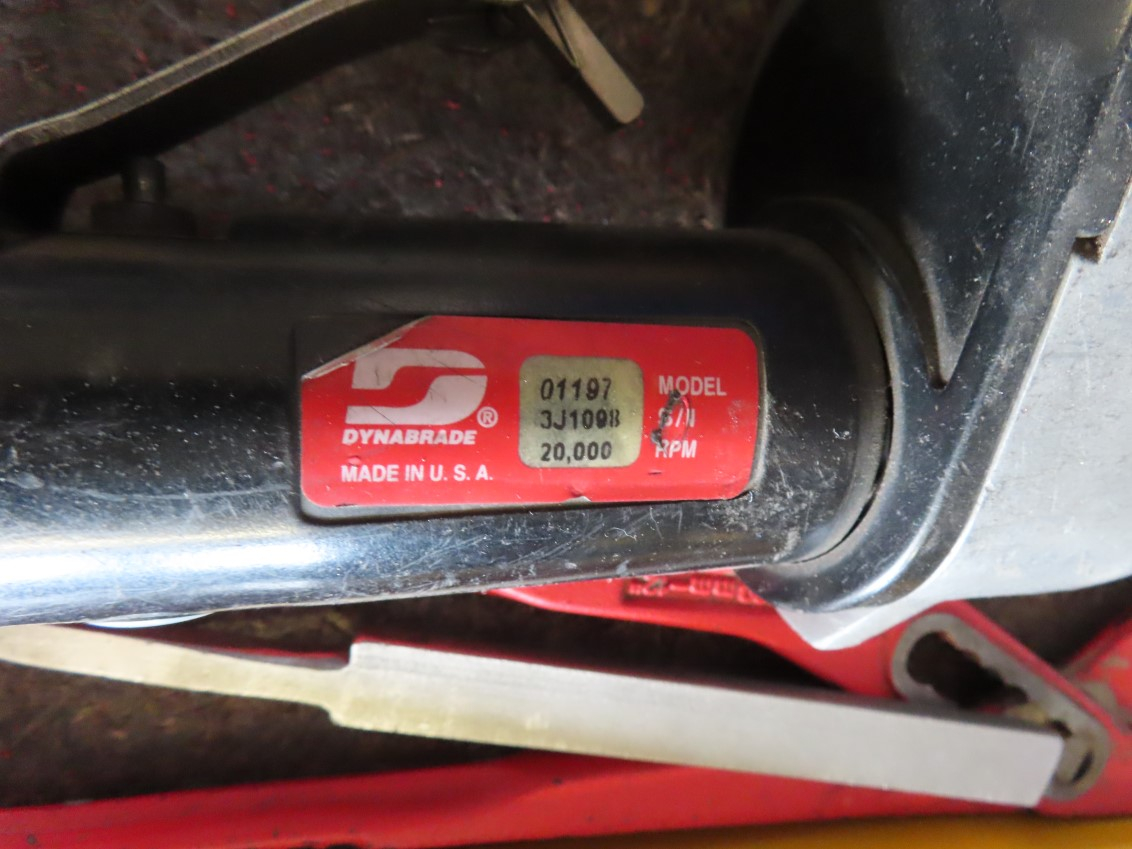 DYNABRADE®
MADE IN U. S. A.
01197 MODEL
3J1098 S/N
20,000 RPM